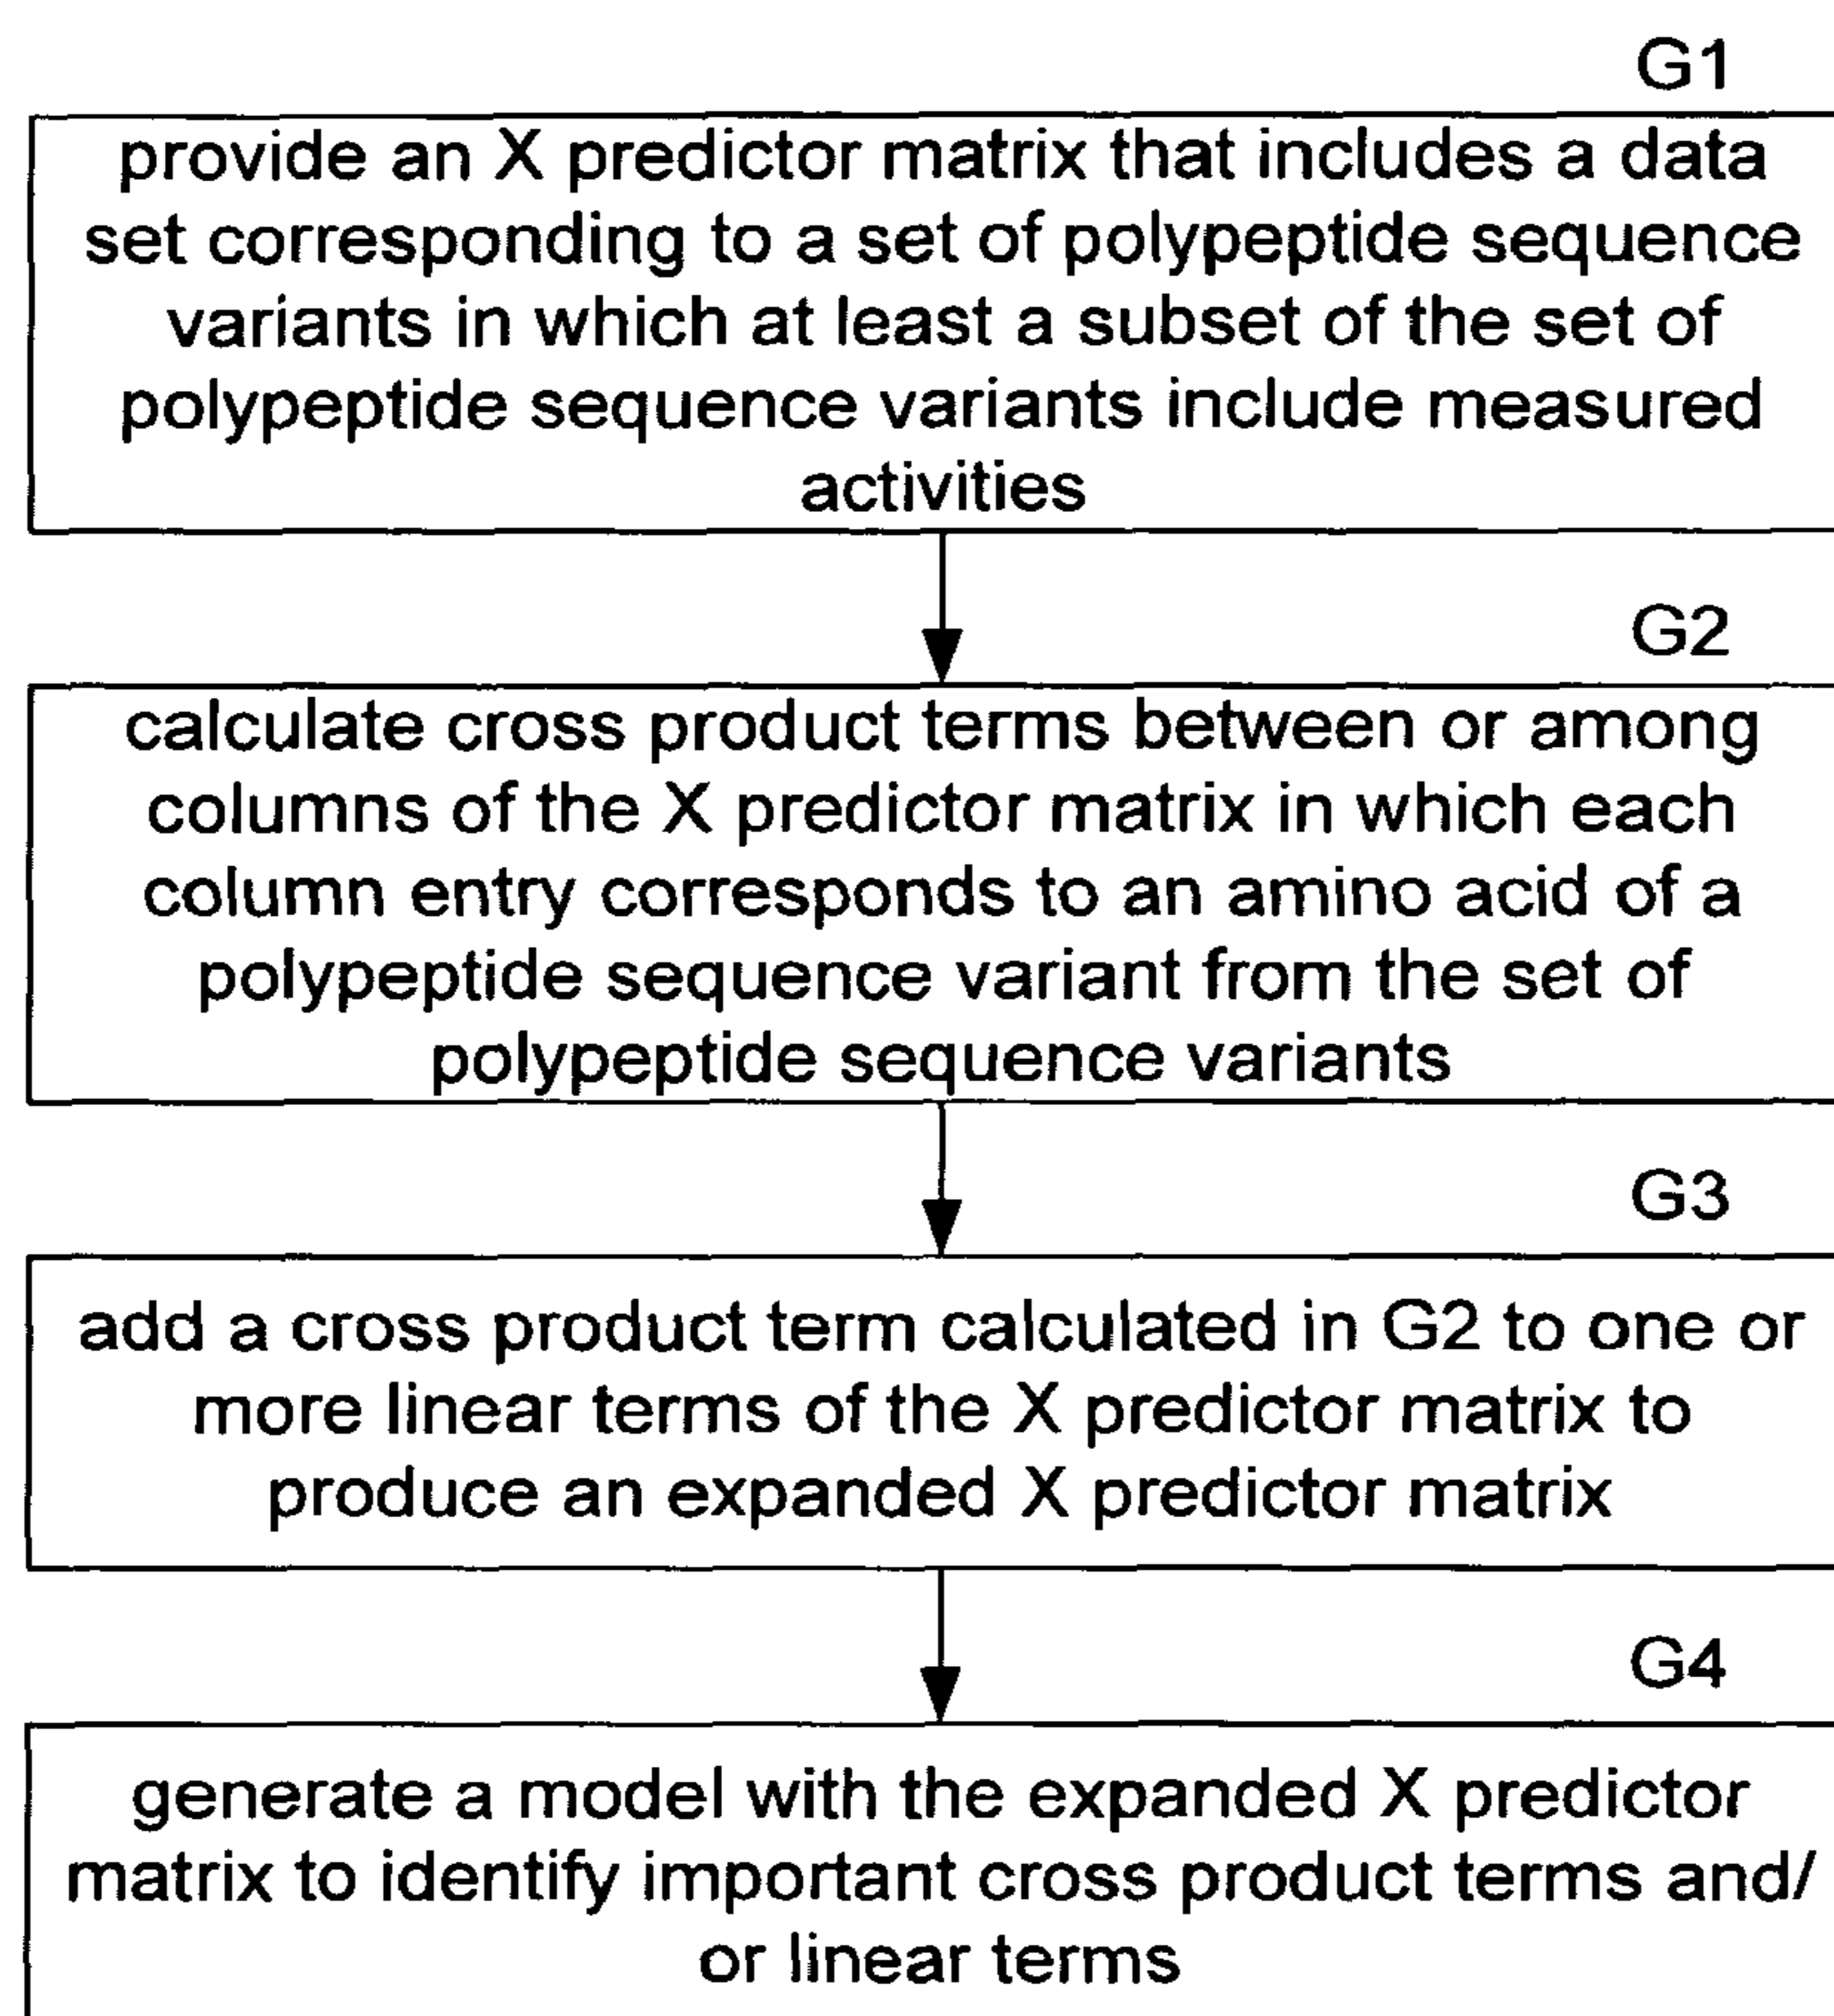 G1
provide an X predictor matrix that includes a data
set corresponding to a set of polypeptide sequence
variants in which at least a subset of the set of
polypeptide sequence variants include measured
activities
G2
calculate cross product terms between or among
columns of the X predictor matrix in which each
column entry corresponds to an amino acid of a
polypeptide sequence variant from the set of
polypeptide sequence variants
G3
add a cross product term calculated in G2 to one or
more linear terms of the X predictor matrix to
produce an expanded X predictor matrix
G4
generate a model with the expanded X predictor
matrix to identify important cross product terms and/
or linear terms